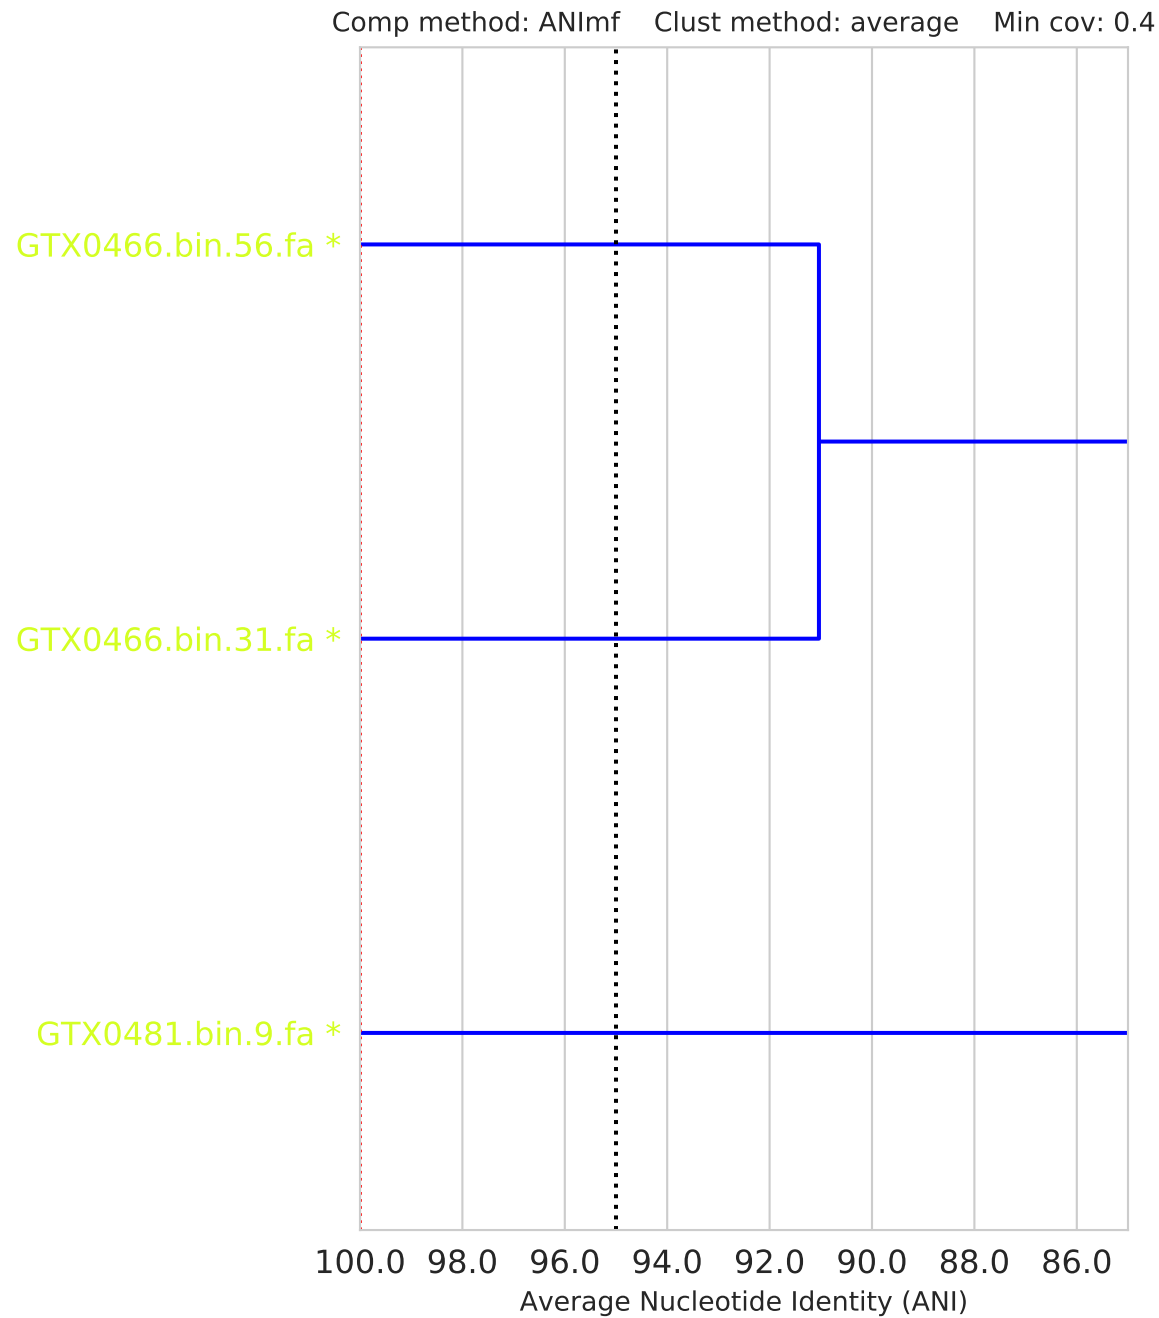 Comp method: ANImf    Clust method: average    Min cov: 0.4
GTX0466.bin.56.fa *
GTX0466.bin.31.fa *
GTX0481.bin.9.fa *
100.0 98.0 96.0 94.0 92.0 90.0 88.0 86.0
Average Nucleotide Identity (ANI)